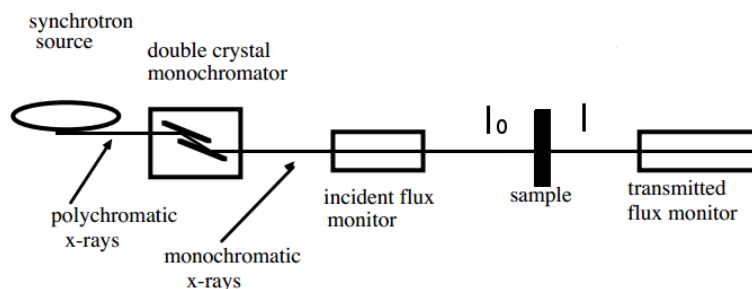 synchrotron
source
double crystal
monochromator
I0
I
polychromatic
x-rays
monochromatic
x-rays
incident flux
monitor
sample
transmitted
flux monitor